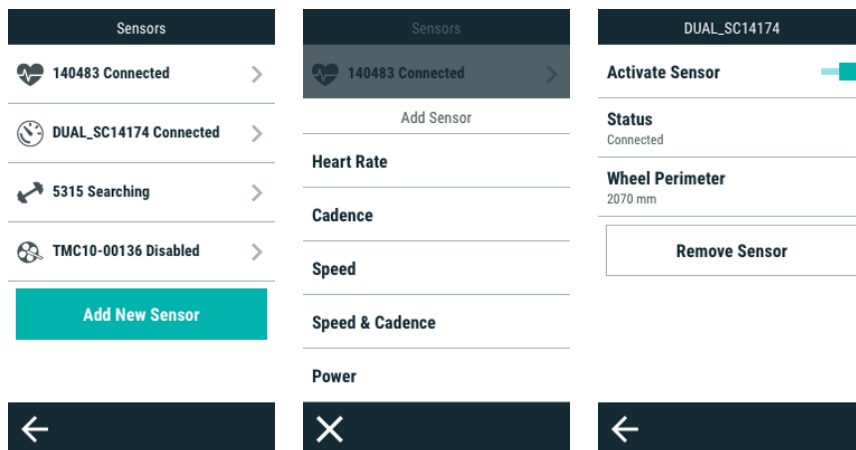 Sensors
140483 Connected
DUAL_SC14174 Connected
5315 Searching
TMC10-00136 Disabled
Add New Sensor
Sensors
140483 Connected
Add Sensor
Heart Rate
Cadence
Speed
Speed & Cadence
Power
DUAL_SC14174
Activate Sensor
Status
Connected
Wheel Perimeter
2070 mm
Remove Sensor